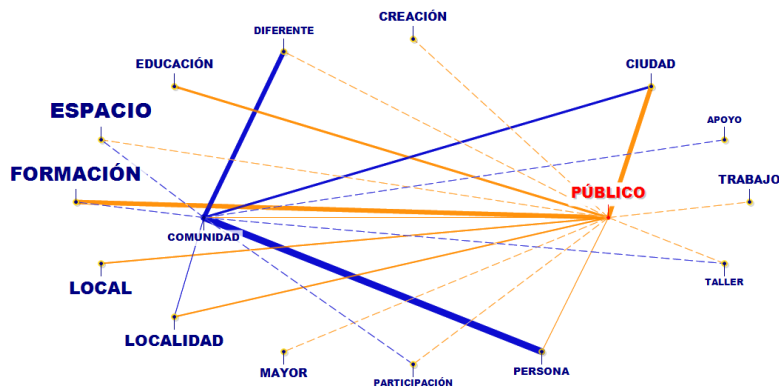 CREACIÓN
DIFERENTE
EDUCACIÓN
CIUDAD
ESPACIO
APOYO
FORMACIÓN
TRABAJO
PÚBLICO
COMUNIDAD
LOCAL
TALLER
LOCALIDAD
MAYOR
PARTICIPACIÓN
PERSONA